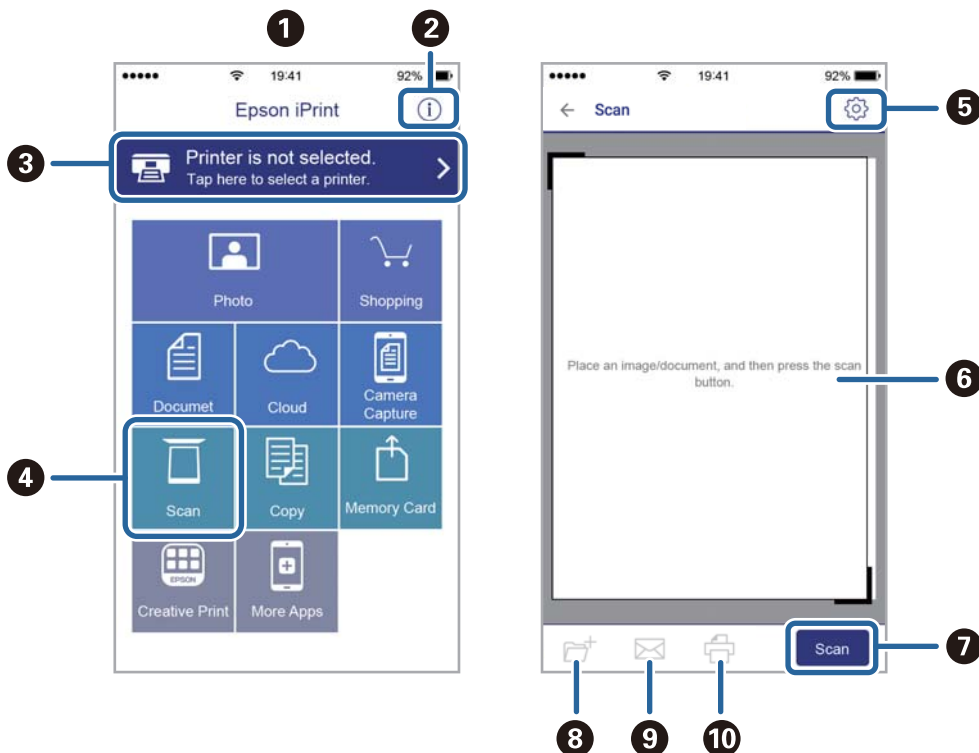 1
2
19:41
92%
Epson iPrint
i
3
Printer is not selected.
Tap here to select a printer.
Photo
Shopping
Documet
Cloud
Camera
Capture
4
Scan
Copy
Memory Card
EPSON
Creative Print
More Apps
19:41
92%
Scan
5
Place an image/document, and then press the scan
button.
6
Scan
7
8
9
10